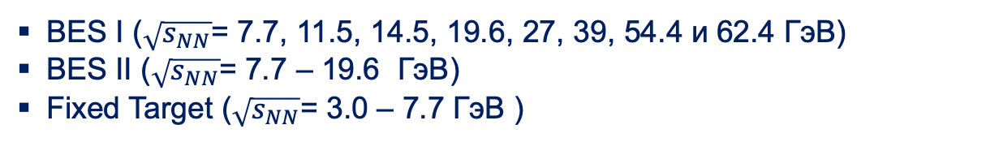 ▪ BES I (√s_NN= 7.7, 11.5, 14.5, 19.6, 27, 39, 54.4 и 62.4 ГэВ)
▪ BES II (√s_NN= 7.7 – 19.6 ГэВ)
▪ Fixed Target (√s_NN= 3.0 – 7.7 ГэВ )